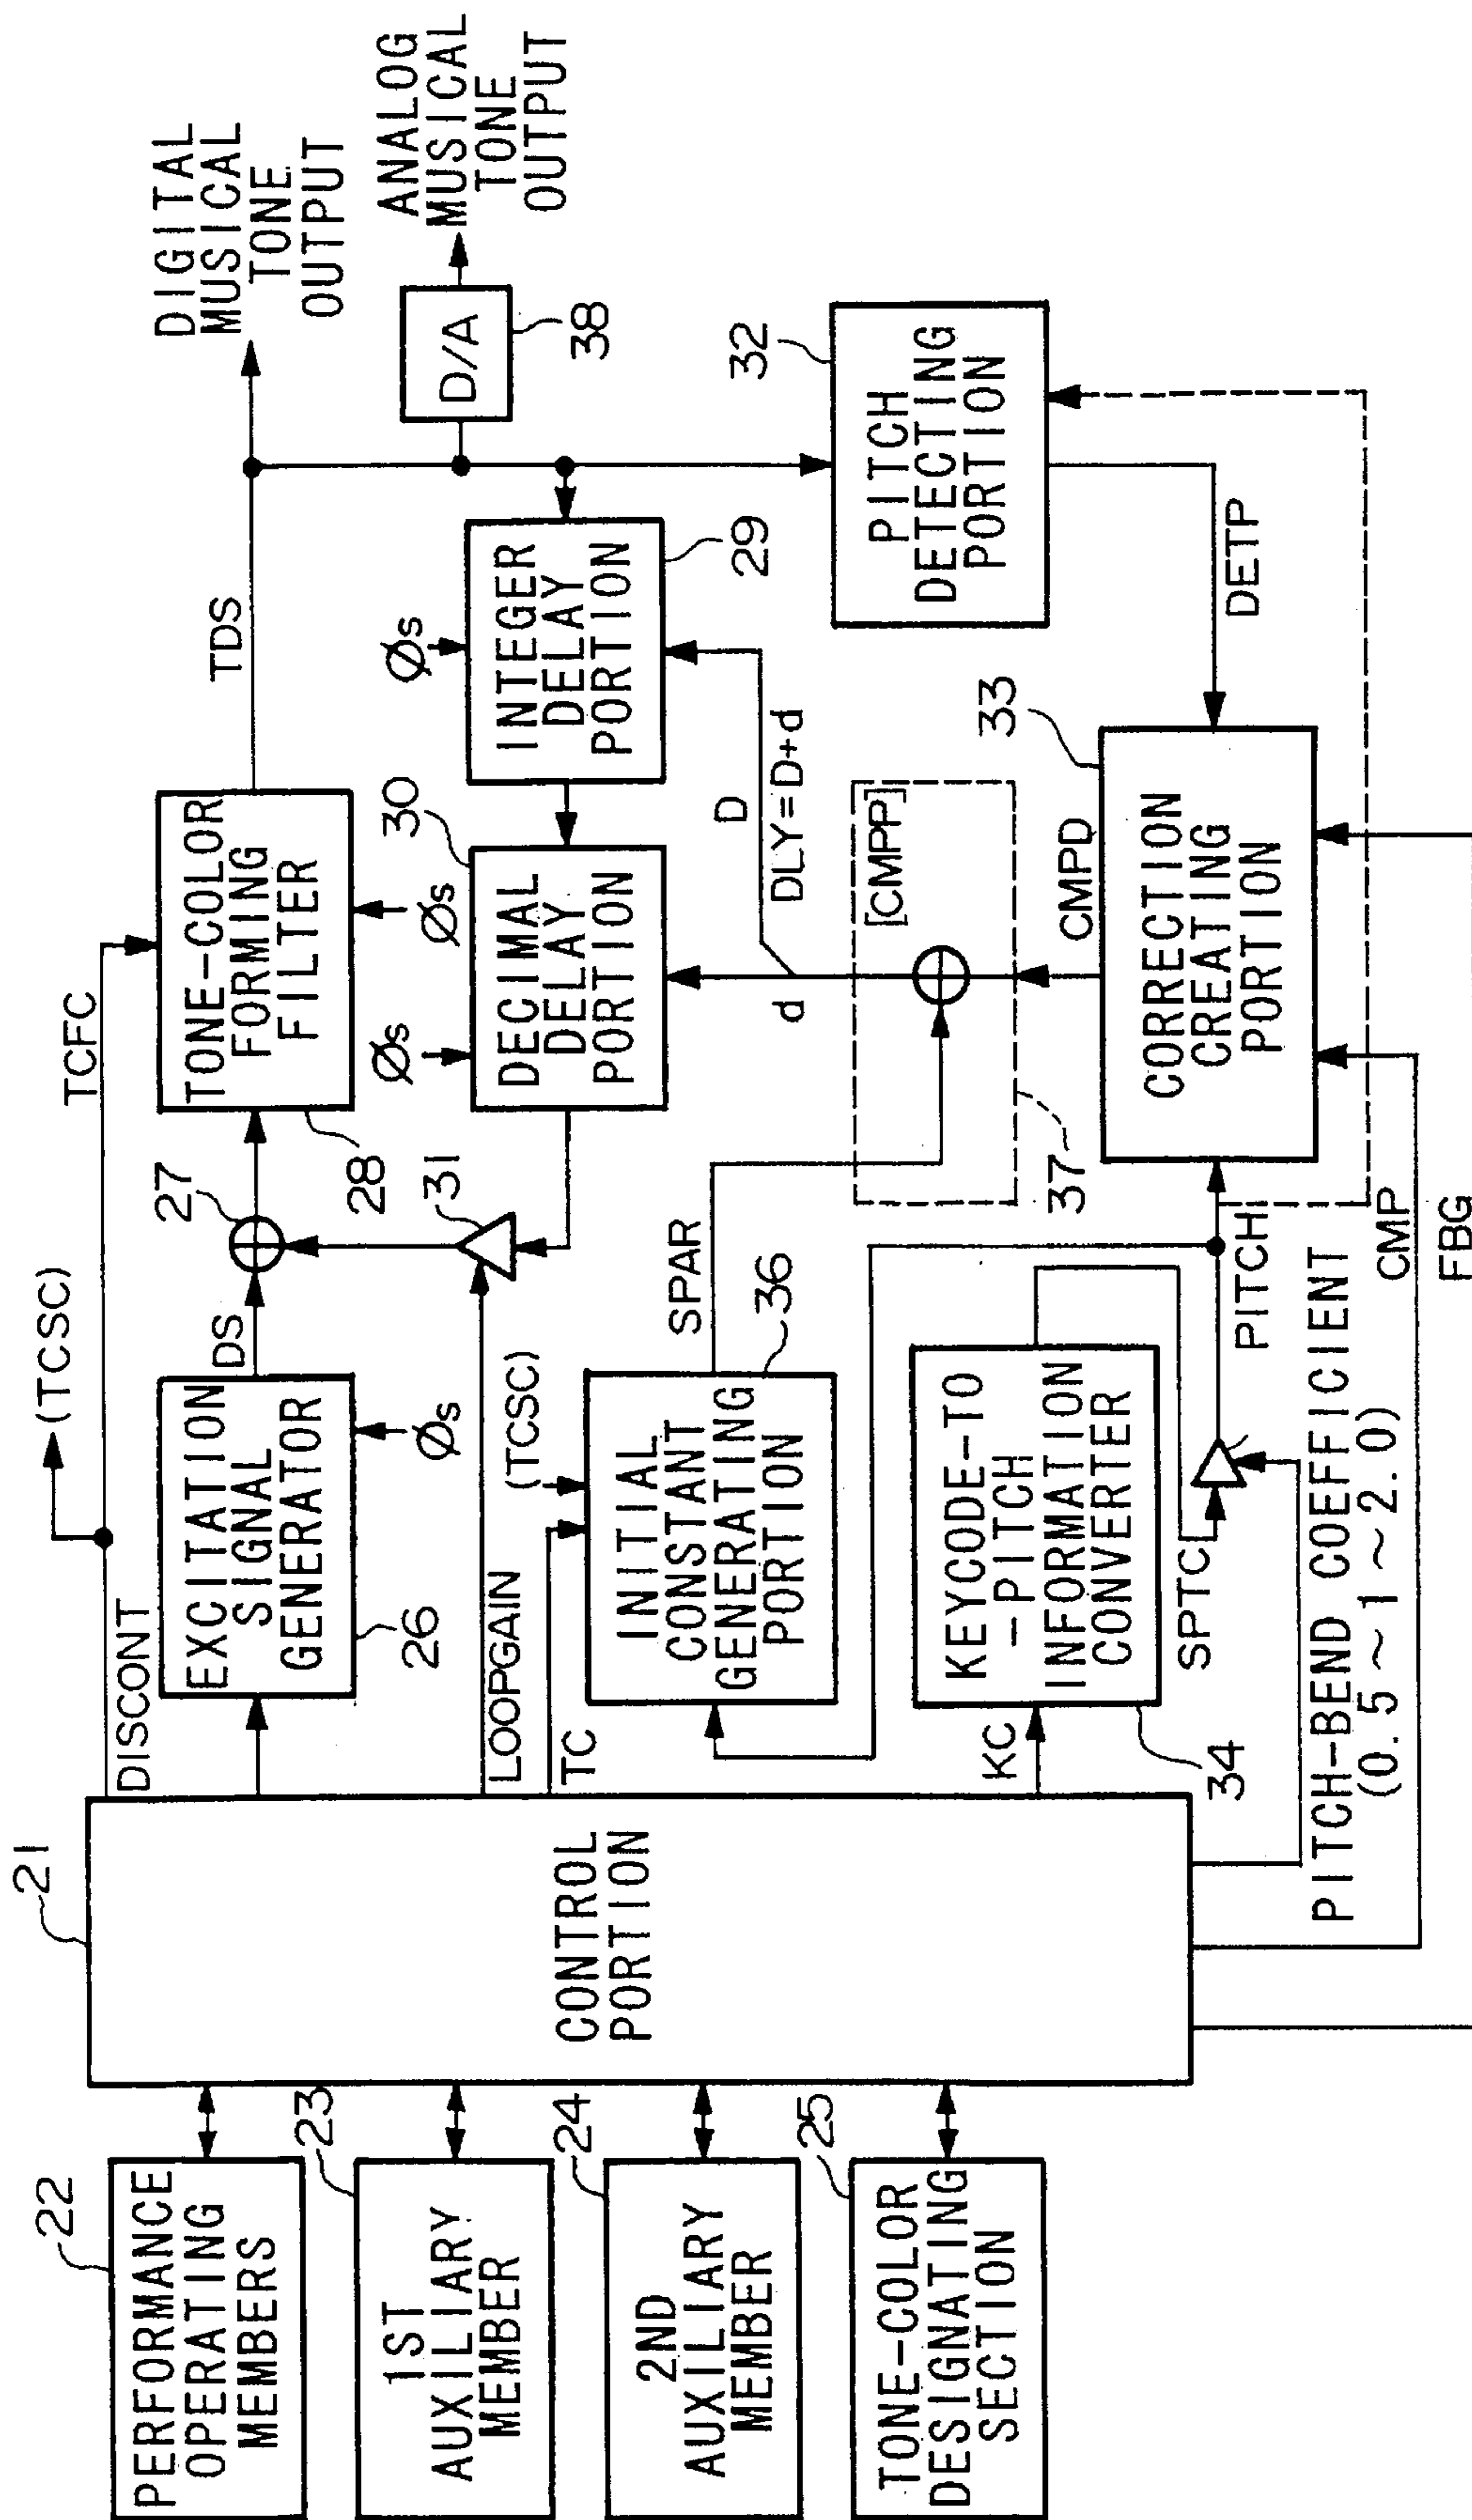 22
PERFORMANCE
OPERATING
MEMBERS
23
1ST
AUXILIARY
MEMBER
24
2ND
AUXILIARY
MEMBER
25
TONE-COLOR
DESIGNATING
SECTION
21
CONTROL
PORTION
DISCONT
(TCSC)
TCFC
EXCITATION
SIGNAL
GENERATOR
26
Øs
DS
27
TONE-COLOR
FORMING
FILTER
28
Øs
TDS
DIGITAL
MUSICAL
TONE
OUTPUT
D/A
38
ANALOG
MUSICAL
TONE
OUTPUT
LOOPGAIN
31
Øs
30
DECIMAL
DELAY
PORTION
Øs
INTEGER
DELAY
PORTION
29
TC
(TCSC)
INITIAL
CONSTANT
GENERATING
PORTION
36
SPAR
d
D
DLY=D+d
[CMPP]
37
CMPD
32
PITCH
DETECTING
PORTION
DETP
KC
KEYCODE-TO
-PITCH
INFORMATION
CONVERTER
34
SPTC
PITCH
33
CORRECTION
CREATING
PORTION
PITCH-BEND COEFFICIENT
(0.5~1~2.0)
CMP
FBG